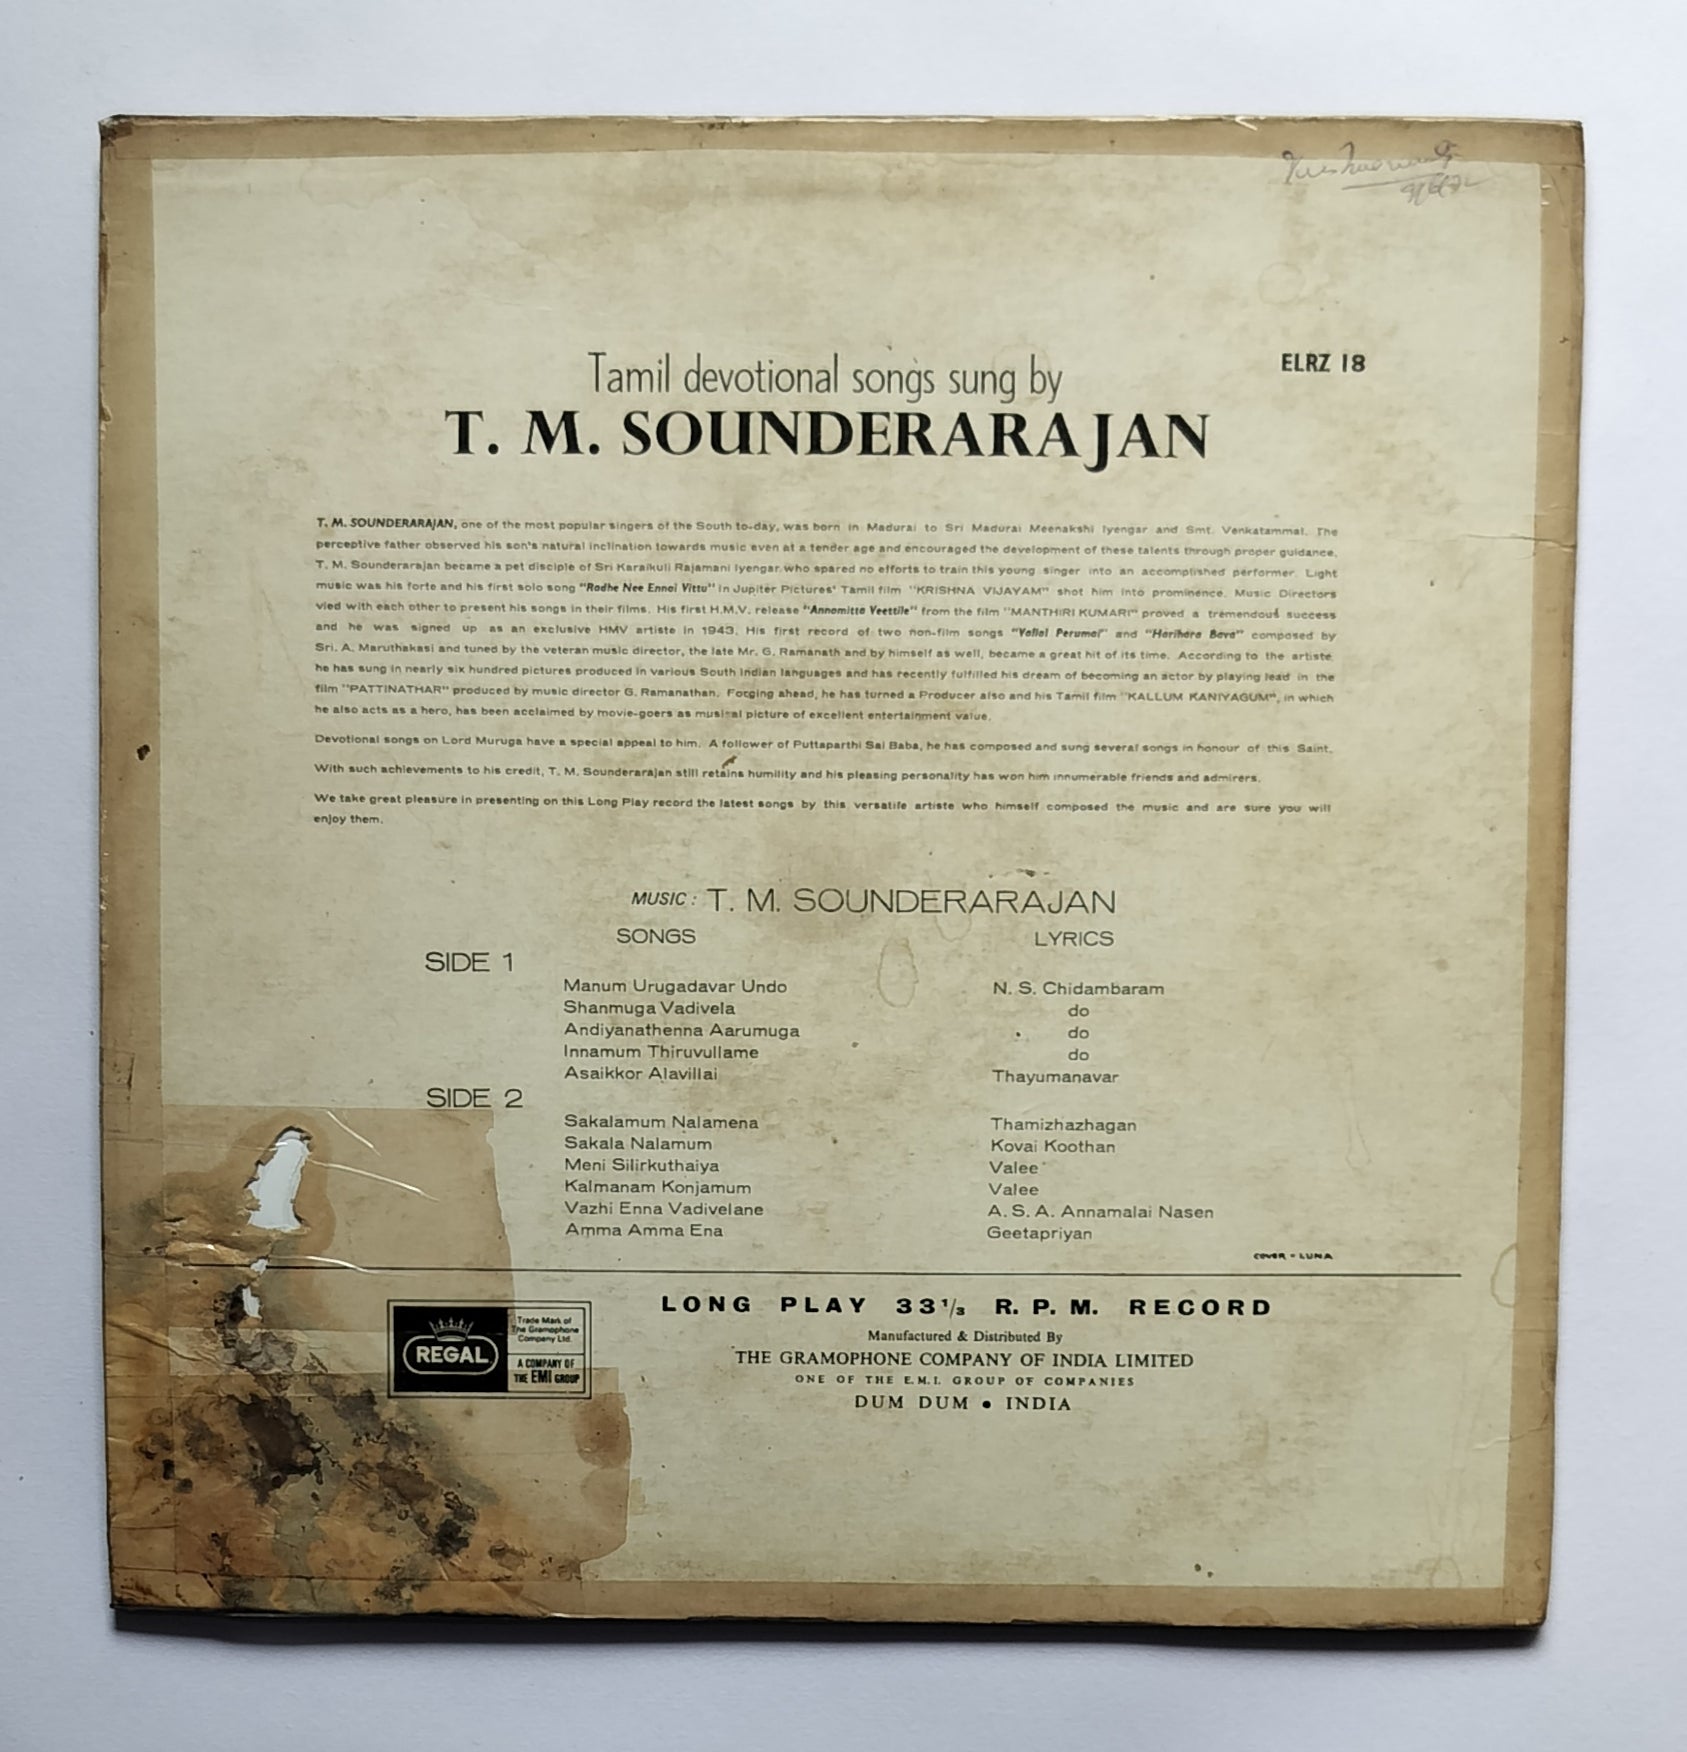 ELRZ 18
Tamil devotional songs sung by
T. M. SOUNDERARAJAN
T. M. SOUNDERARAJAN, one of the most popular singers of the South to-day, was born in Madurai to Sri Madurai Meenakshi Iyengar and Smt. Venkatammal. The
perceptive father observed his son's natural inclination towards music even at a tender age and encouraged the development of these talents through proper guidance.
T. M. Sounderarajan became a pet disciple of Sri Karaikuli Rajamani Iyengar who spared no efforts to train this young singer into an accomplished performer. Light
music was his forte and his first solo song "Radhe Nee Ennai Vittu" in Jupiter Pictures' Tamil film "KRISHNA VIJAYAM" shot him into prominence. Music Directors
vied with each other to present his songs in their films. His first H.M.V. release "Annamitta Veettile" from the film "MANTHIRI KUMARI" proved a tremendous success
and he was signed up as an exclusive HMV artiste in 1943. His first record of two non-film songs "Vallal Perumai" and "Harihara Bava" composed by
Sri. A. Maruthakasi and tuned by the veteran music director, the late Mr. G. Ramanath and by himself as well, became a great hit of its time. According to the artiste
he has sung in nearly six hundred pictures produced in various South Indian languages and has recently fulfilled his dream of becoming an actor by playing lead in the
film "PATTINATHAR" produced by music director G. Ramanathan. Forging ahead, he has turned a Producer also and his Tamil film "KALLUM KANIYAGUM", in which
he also acts as a hero, has been acclaimed by movie-goers as musical picture of excellent entertainment value.
Devotional songs on Lord Muruga have a special appeal to him. A follower of Puttaparthi Sai Baba, he has composed and sung several songs in honour of this Saint.
With such achievements to his credit, T. M. Sounderarajan still retains humility and his pleasing personality has won him innumerable friends and admirers.
We take great pleasure in presenting on this Long Play record the latest songs by this versatile artiste who himself composed the music and are sure you will
enjoy them.
MUSIC : T. M. SOUNDERARAJAN
SONGS LYRICS
SIDE 1
Manum Urugadavar Undo N. S. Chidambaram
Shanmuga Vadivela do
Andiyanathenna Aarumuga do
Innamum Thiruvullame do
Asaikkor Alavillai Thayumanavar
SIDE 2
Sakalamum Nalamena Thamizhazhagan
Sakala Nalamum Kovai Koothan
Meni Silirkuthaiya Valee
Kalmanam Konjamum Valee
Vazhi Enna Vadivelane A. S. A. Annamalai Nasen
Amma Amma Ena Geetapriyan
COVER - LUNA
LONG PLAY 33 1/3 R. P. M. RECORD
Manufactured & Distributed By
THE GRAMOPHONE COMPANY OF INDIA LIMITED
ONE OF THE E.M.I. GROUP OF COMPANIES
DUM DUM • INDIA
REGAL
Trade Mark of
The Gramophone
Company Ltd.
A COMPANY OF
THE EMI GROUP